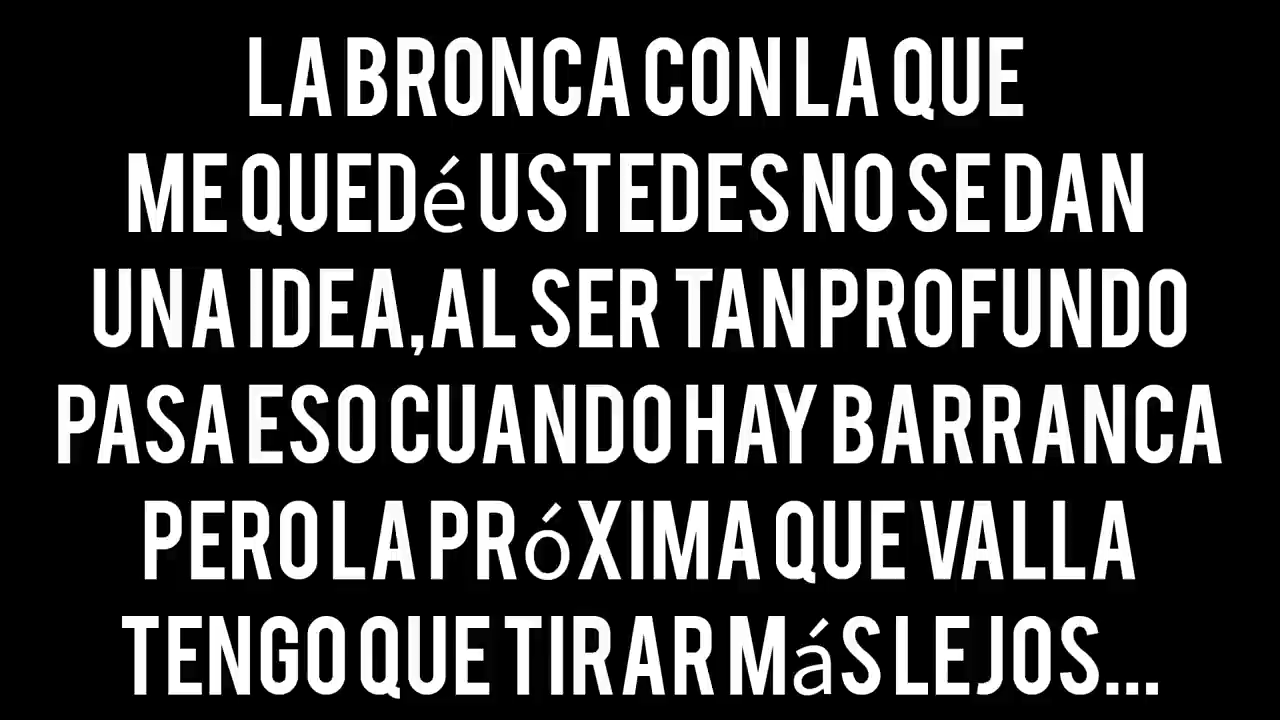 LA BRONCA CON LA QUE
ME QUEDé USTEDES NO SE DAN
UNA IDEA,AL SER TAN PROFUNDO
PASA ESO CUANDO HAY BARRANCA
PERO LA PRóXIMA QUE VALLA
TENGO QUE TIRAR MáS LEJOS...